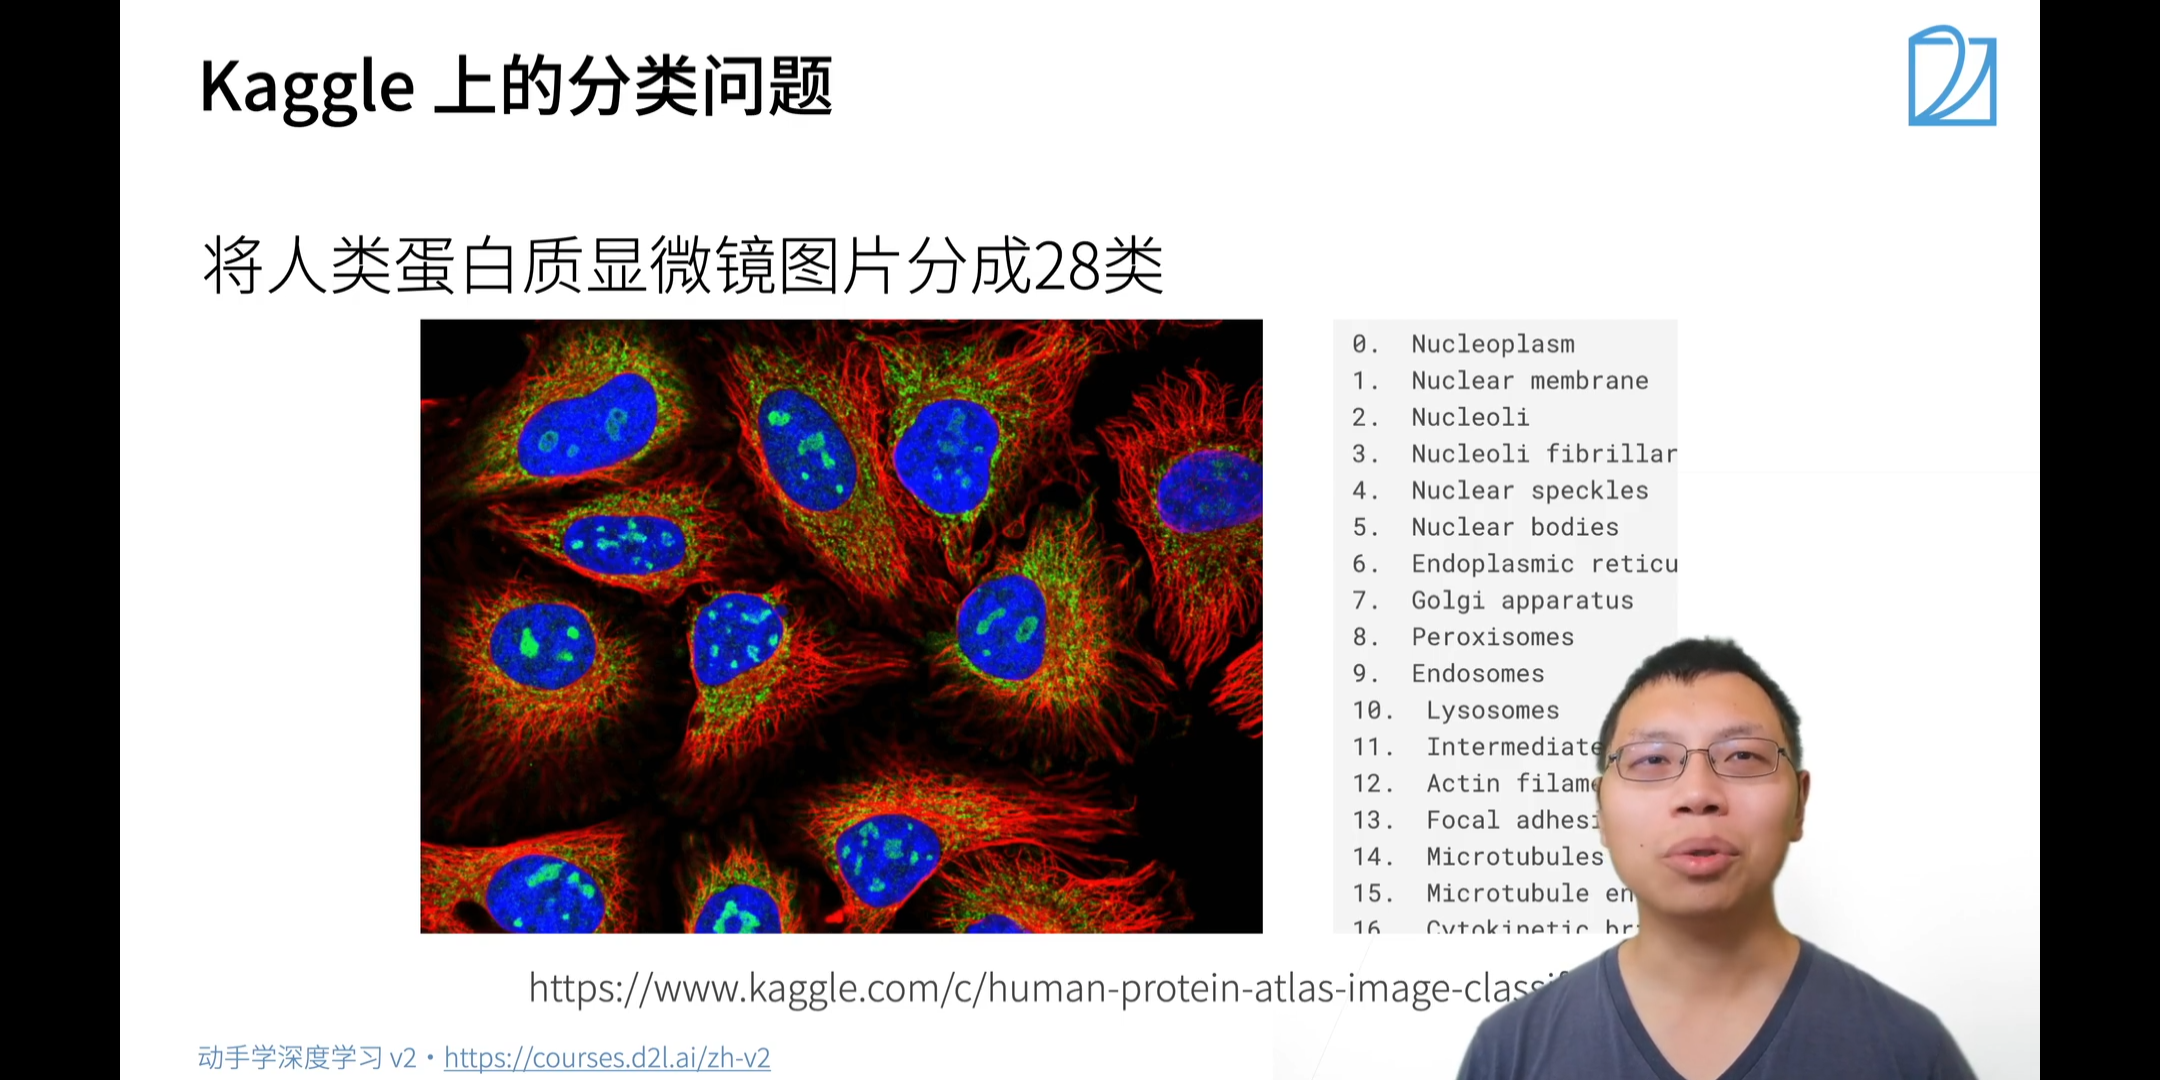 Kaggle 上的分类问题
将人类蛋白质显微镜图片分成28类
0. Nucleoplasm
1. Nuclear membrane
2. Nucleoli
3. Nucleoli fibrillar
4. Nuclear speckles
5. Nuclear bodies
6. Endoplasmic reticu
7. Golgi apparatus
8. Peroxisomes
9. Endosomes
10. Lysosomes
11. Intermediate
12. Actin filame
13. Focal adhesi
14. Microtubules
15. Microtubule en
16. Cytokinetic br
https://www.kaggle.com/c/human-protein-atlas-image-classif
动手学深度学习 v2 · https://courses.d2l.ai/zh-v2